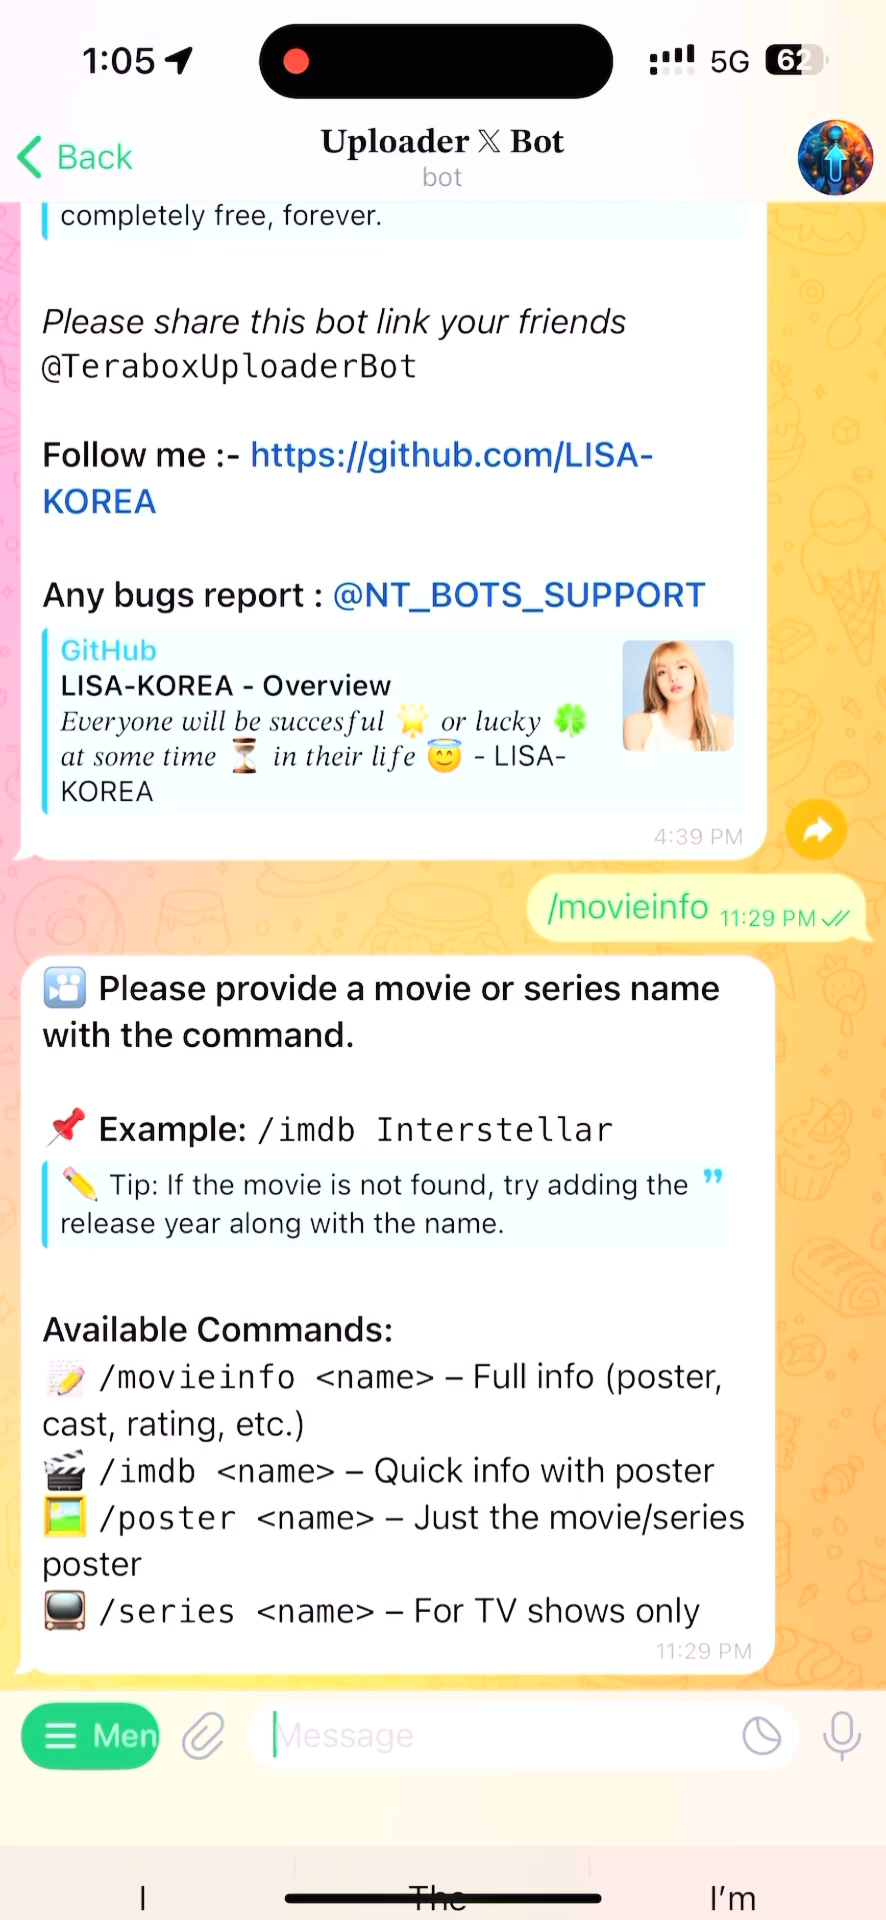 1:05
5G
62
Back
Uploader 𝕏 Bot
bot
completely free, forever.
Please share this bot link your friends
@TeraboxUploaderBot
Follow me :- https://github.com/LISA-
KOREA
Any bugs report : @NT_BOTS_SUPPORT
GitHub
LISA-KOREA - Overview
Everyone will be succesful 🌟 or lucky 🍀
at some time ⏳ in their life 😇 - LISA-
KOREA
4:39 PM
/movieinfo 11:29 PM
🎦 Please provide a movie or series name
with the command.
📌 Example: /imdb Interstellar
✏️ Tip: If the movie is not found, try adding the
release year along with the name.
Available Commands:
📝 /movieinfo <name> – Full info (poster,
cast, rating, etc.)
🎬 /imdb <name> – Quick info with poster
🖼️ /poster <name> – Just the movie/series
poster
📺 /series <name> – For TV shows only
11:29 PM
Men
Message
I
The
I'm